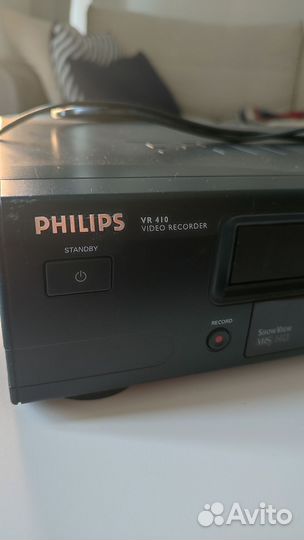 PHILIPS
VR 410
VIDEO RECORDER
STANDBY
RECORD
SHOWVIEW
VHS
Avito